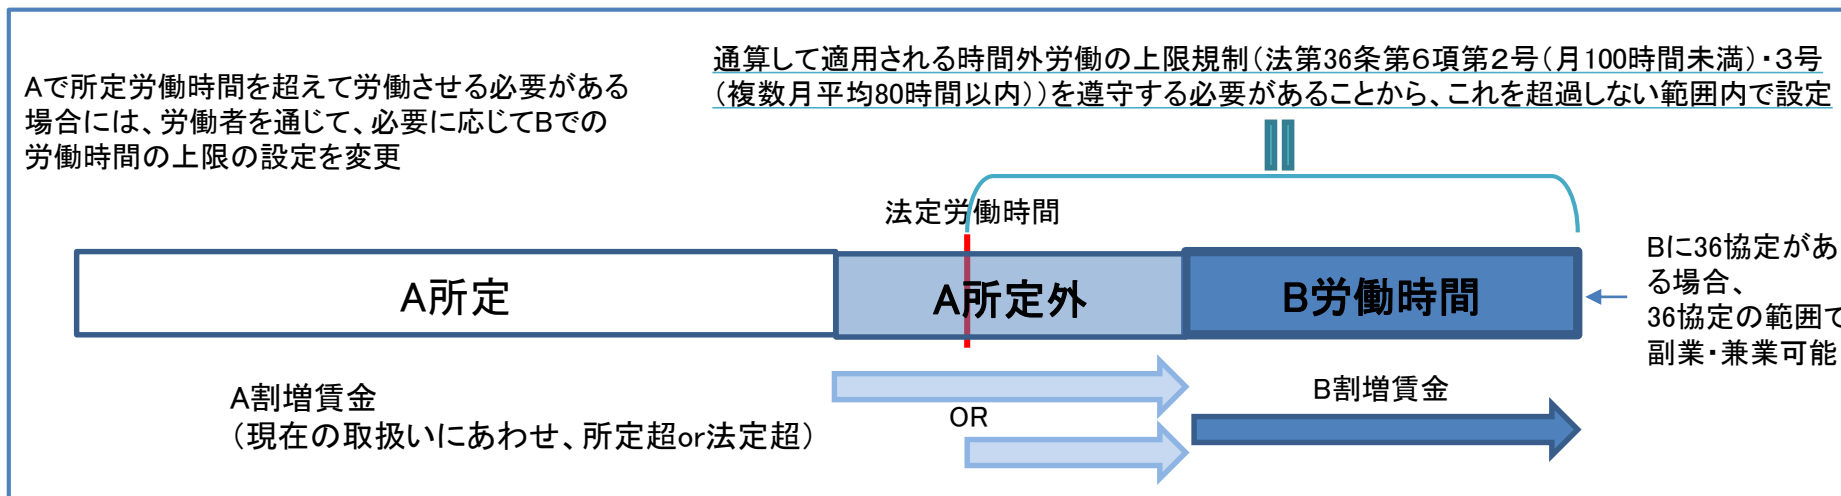 Aで所定労働時間を超えて労働させる必要がある
場合には、労働者を通じて、必要に応じてBでの
労働時間の上限の設定を変更
通算して適用される時間外労働の上限規制（法第36条第６項第２号（月100時間未満）・３号
（複数月平均80時間以内））を遵守する必要があることから、これを超過しない範囲内で設定
法定労働時間
A所定
A所定外
B労働時間
Bに36協定があ
る場合、
36協定の範囲で
副業・兼業可能
A割増賃金
（現在の取扱いにあわせ、所定超or法定超）
OR
B割増賃金